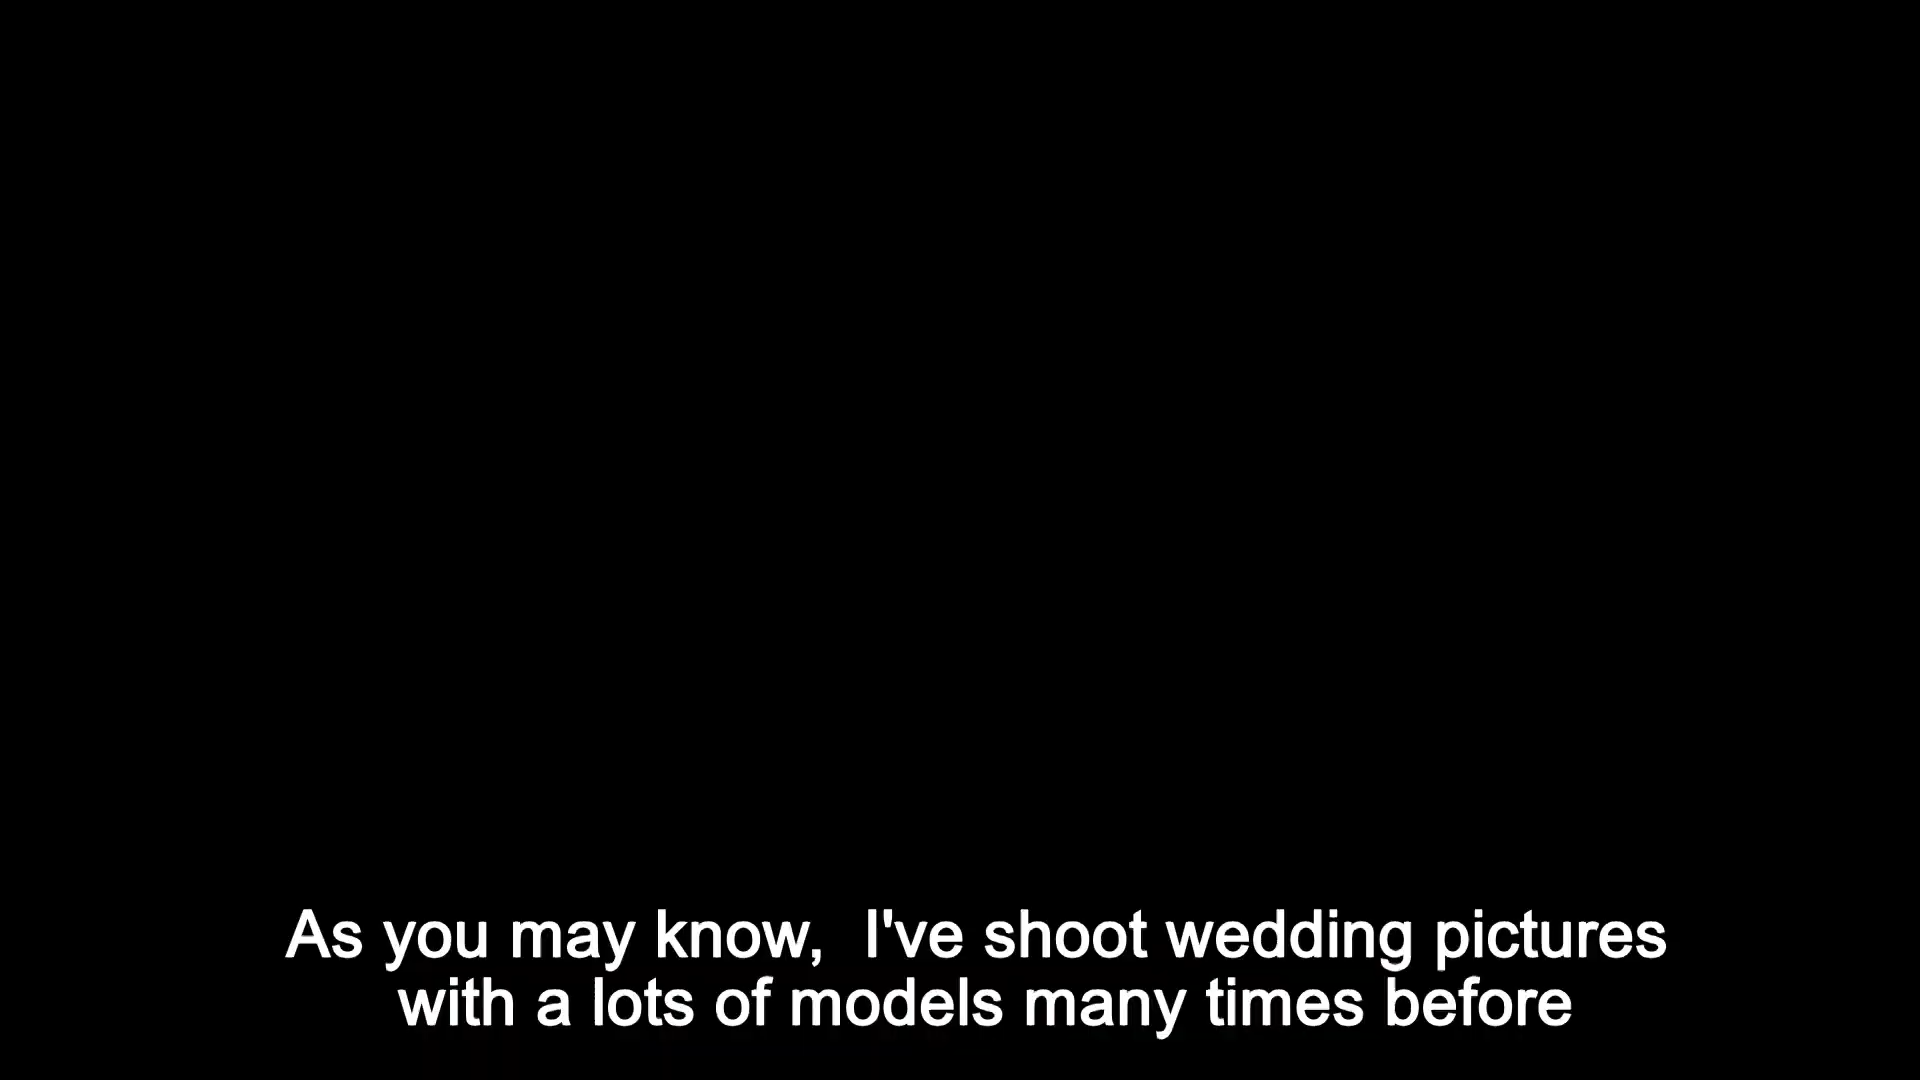 As you may know,  I've shoot wedding pictures
with a lots of models many times before